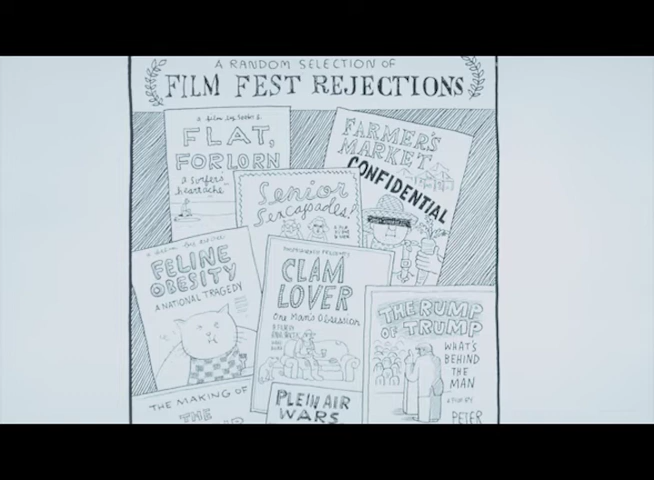 A RANDOM SELECTION OF
FILM FEST REJECTIONS
FLAT,
FORLORN
a surfer's
heartache
FARMER'S
MARKET
CONFIDENTIAL
Senior
Sexcapades!
FELINE
OBESITY
A NATIONAL TRAGEDY
CLAM
LOVER
One Man's Obsession
THE RUMP
OF TRUMP
WHAT'S
BEHIND
THE
MAN
PETER
THE MAKING OF
THE
PLEIN AIR
WARS